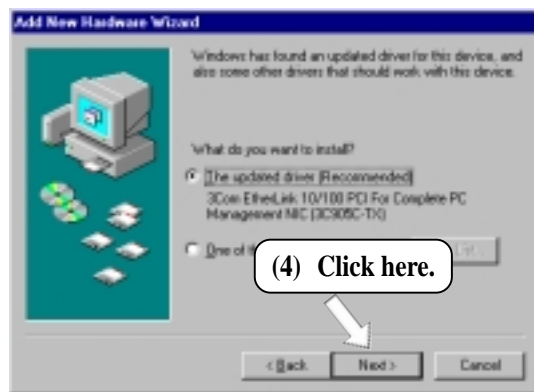 Add New Hardware Wizard
Windows has found an updated driver for this device, and
also some other drivers that should work with this device.
What do you want to install?
The updated driver (Recommended)
3Com EtherLink 10/100 PCI For Complete PC
Management NIC (3C905C-TX)
One of
(4) Click here.
< Back
Next >
Cancel